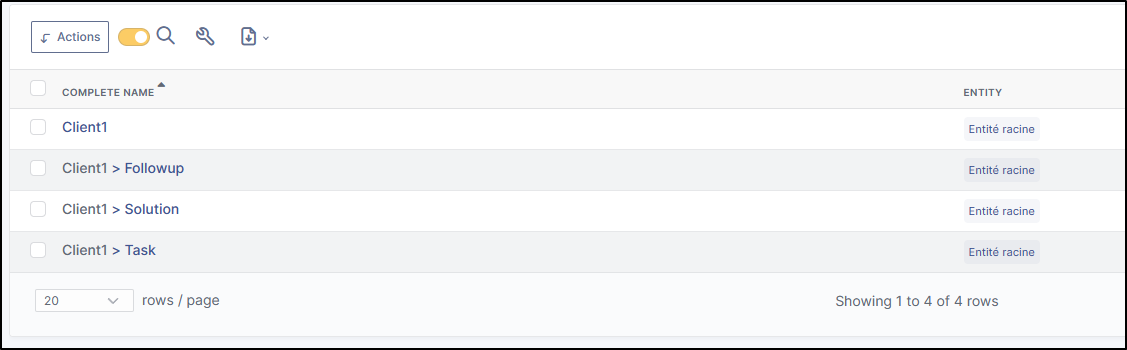 Actions
COMPLETE NAME ENTITY
Client1 Entité racine
Client1 > Followup Entité racine
Client1 > Solution Entité racine
Client1 > Task Entité racine
20 rows / page Showing 1 to 4 of 4 rows